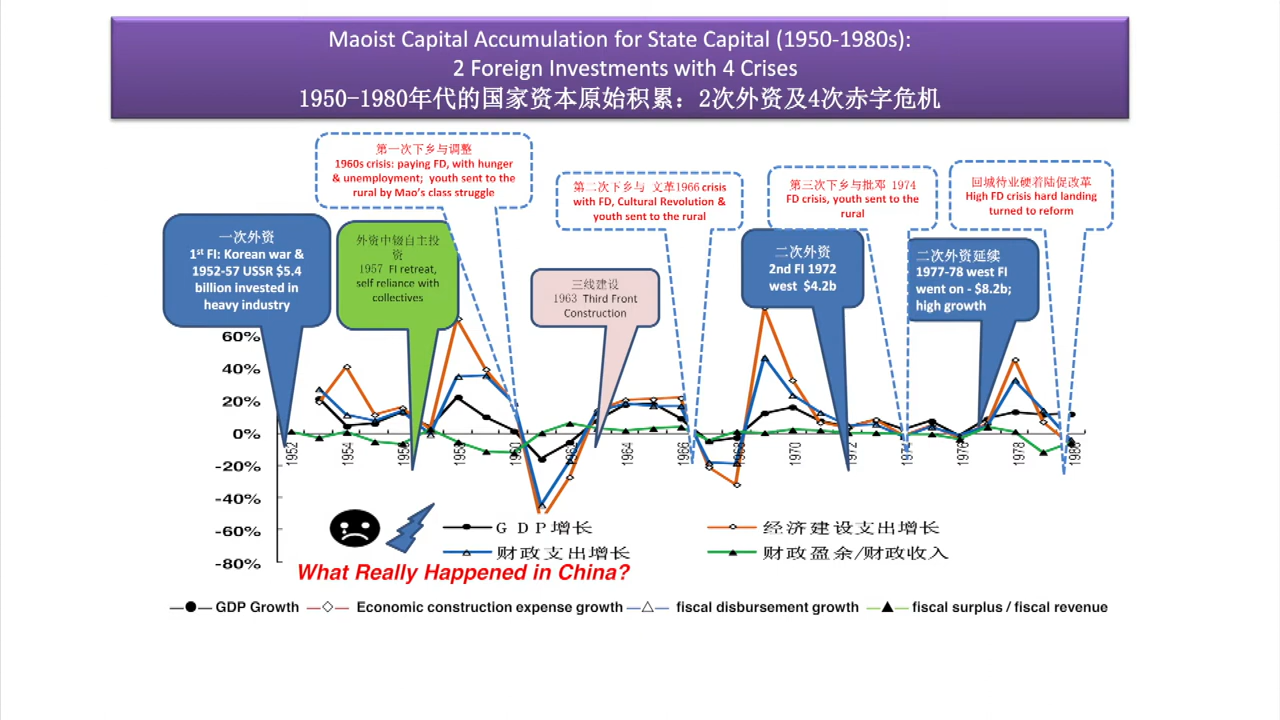 Maoist Capital Accumulation for State Capital (1950-1980s):
2 Foreign Investments with 4 Crises
1950-1980年代的国家资本原始积累：2次外资及4次赤字危机
第一次下乡与调整
1960s crisis: paying FD, with hunger
& unemployment; youth sent to the
rural by Mao's class struggle
第二次下乡与 文革1966 crisis
with FD, Cultural Revolution &
youth sent to the rural
第三次下乡与批邓 1974
FD crisis, youth sent to the
rural
回城待业硬着陆促改革
High FD crisis hard landing
turned to reform
一次外资
1st FI: Korean war &
1952-57 USSR $5.4
billion invested in
heavy industry
外资中辍自主投
资
1957 FI retreat,
self reliance with
collectives
三线建设
1963 Third Front
Construction
二次外资
2nd FI 1972
west $4.2b
二次外资延续
1977-78 west FI
went on - $8.2b;
high growth
60%
40%
20%
0%
-20%
-40%
-60%
-80%
1952
1954
1960
1964
1966
1970
1978
GDP增长
经济建设支出增长
财政支出增长
财政盈余/财政收入
What Really Happened in China?
GDP Growth
Economic construction expense growth
fiscal disbursement growth
fiscal surplus / fiscal revenue